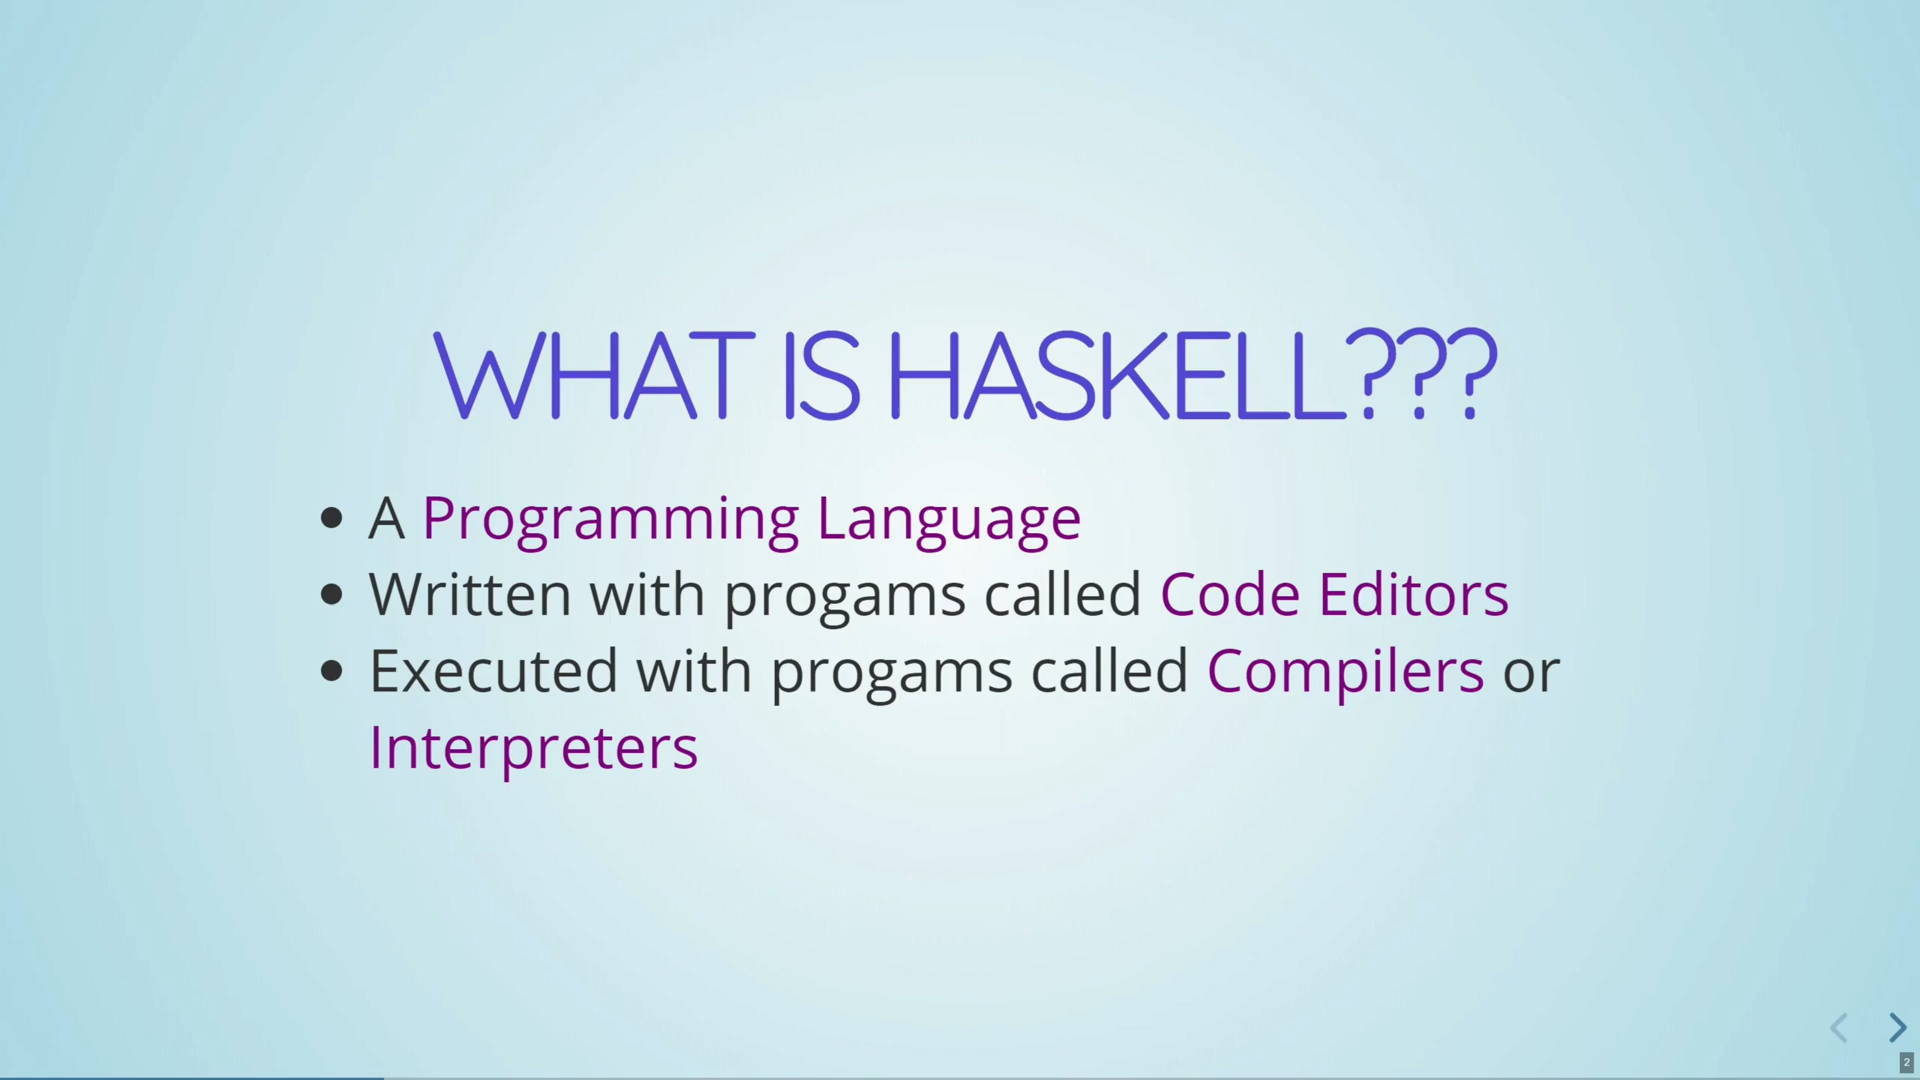 WHAT IS HASKELL???
• A Programming Language
• Written with progams called Code Editors
• Executed with progams called Compilers or
Interpreters
2